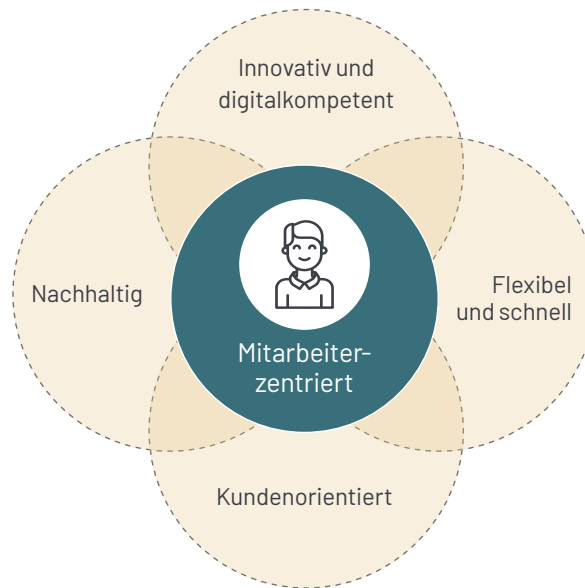 Innovativ und
digitalkompetent
Nachhaltig
Flexibel
und schnell
Mitarbeiter-
zentriert
Kundenorientiert